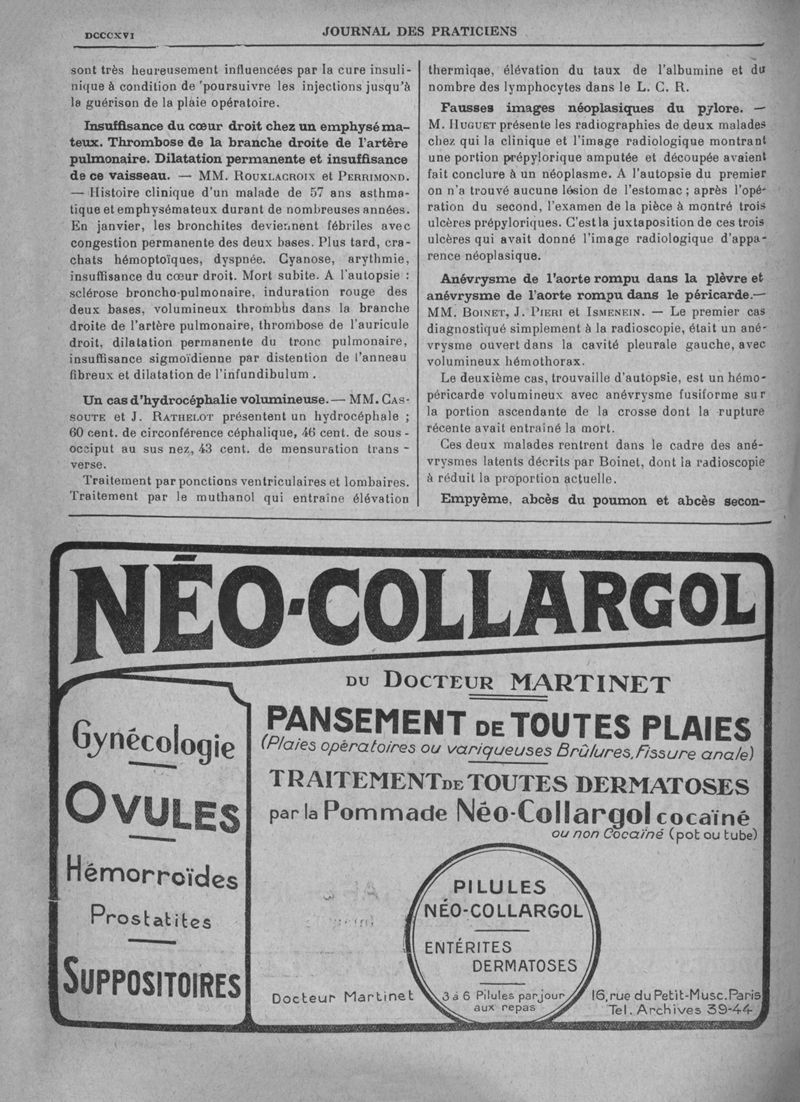 DCCCXVI
JOURNAL DES PRATICIENS
sont très heureusement influencées par la cure insuli-
nique à condition de 'poursuivre les injections jusqu'à
la guérison de la plaie opératoire.
Insuffisance du cœur droit chez un emphyséma-
teux. Thrombose de la branche droite de l'artère
pulmonaire. Dilatation permanente et insuffisance
de ce vaisseau. — MM. ROUXLACROIX et PERRIMOND.
— Histoire clinique d'un malade de 57 ans asthma-
tique et emphysémateux durant de nombreuses années.
En janvier, les bronchites deviennent fébriles avec
congestion permanente des deux bases. Plus tard, cra-
chats hémoptoïques, dyspnée. Cyanose, arythmie,
insuffisance du cœur droit. Mort subite. A l'autopsie :
sclérose broncho-pulmonaire, induration rouge des
deux bases, volumineux thrombus dans la branche
droite de l'artère pulmonaire, thrombose de l'auricule
droit, dilatation permanente du tronc pulmonaire,
insuffisance sigmoïdienne par distention de l'anneau
fibreux et dilatation de l'infundibulum .
Un cas d'hydrocéphalie volumineuse. — MM. CAS-
SOUTE et J. RATHELOT présentent un hydrocéphale ;
60 cent. de circonférence céphalique, 46 cent. de sous-
occiput au sus nez, 43 cent. de mensuration trans-
verse.
Traitement par ponctions ventriculaires et lombaires.
Traitement par le muthanol qui entraîne élévation
thermique, élévation du taux de l'albumine et du
nombre des lymphocytes dans le L. C. R.
Fausses images néoplasiques du pylore. —
M. HUGUET présente les radiographies de deux malades
chez qui la clinique et l'image radiologique montrant
une portion prépylorique amputée et découpée avaient
fait conclure à un néoplasme. A l'autopsie du premier
on n'a trouvé aucune lésion de l'estomac ; après l'opé-
ration du second, l'examen de la pièce à montré trois
ulcères prépyloriques. C'est la juxtaposition de ces trois
ulcères qui avait donné l'image radiologique d'appa-
rence néoplasique.
Anévrysme de l'aorte rompu dans la plèvre et
anévrysme de l'aorte rompu dans le péricarde.—
MM. BOINET, J. PIERI et ISMENEIN. — Le premier cas
diagnostiqué simplement à la radioscopie, était un ané-
vrysme ouvert dans la cavité pleurale gauche, avec
volumineux hémothorax.
Le deuxième cas, trouvaille d'autopsie, est un hémo-
péricarde volumineux avec anévrysme fusiforme sur
la portion ascendante de la crosse dont la rupture
récente avait entraîné la mort.
Ces deux malades rentrent dans le cadre des ané-
vrysmes latents décrits par Boinet, dont la radioscopie
à réduit la proportion actuelle.
Empyème, abcès du poumon et abcès secon-
NÉO-COLLARGOL
DU DOCTEUR MARTINET
Gynécologie
OVULES
Hémorroïdes
Prostatites
SUPPOSITOIRES
PANSEMENT DE TOUTES PLAIES
(Plaies opératoires ou variqueuses Brûlures, Fissure anale)
TRAITEMENT DE TOUTES DERMATOSES
par la Pommade Néo-Collargol cocaïné
ou non Cocaïné (pot ou tube)
PILULES
NÉO-COLLARGOL
ENTÉRITES
DERMATOSES
3 à 6 Pilules par jour
aux repas
Docteur Martinet
16, rue du Petit-Musc. Paris
Tel. Archives 39-44